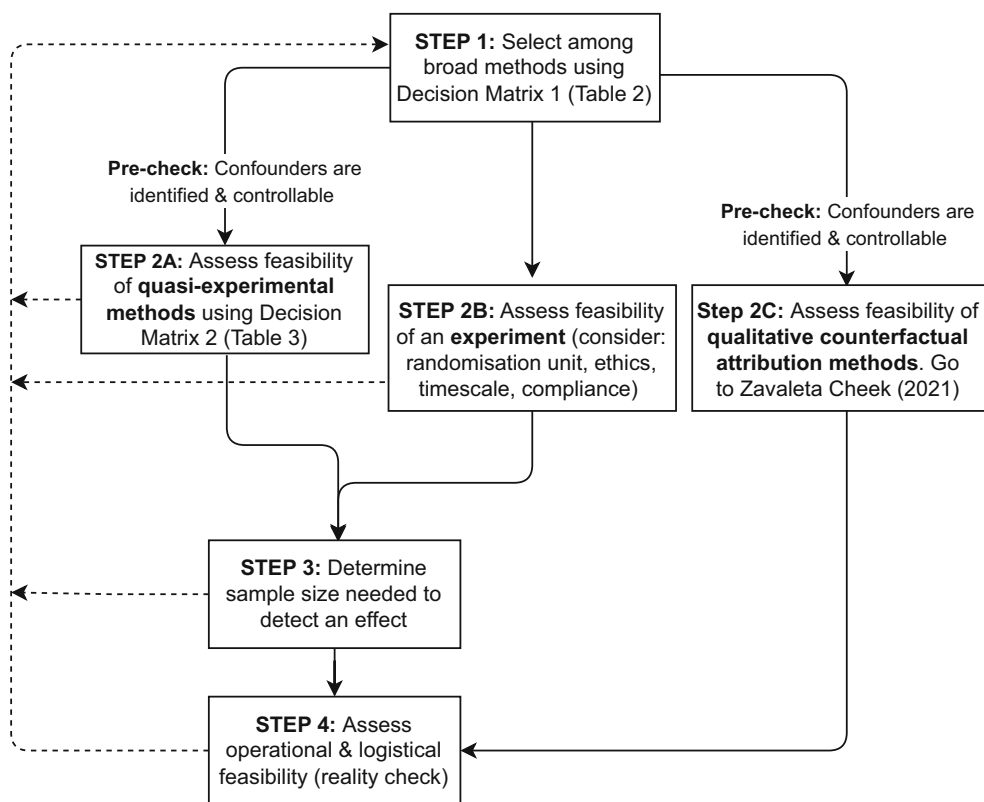 STEP 1: Select among
broad methods using
Decision Matrix 1 (Table 2)
Pre-check: Confounders are
identified & controllable
Pre-check: Confounders are
identified & controllable
STEP 2A: Assess feasibility
of quasi-experimental
methods using Decision
Matrix 2 (Table 3)
STEP 2B: Assess feasibility
of an experiment (consider:
randomisation unit, ethics,
timescale, compliance)
Step 2C: Assess feasibility of
qualitative counterfactual
attribution methods. Go
to Zavaleta Cheek (2021)
STEP 3: Determine
sample size needed to
detect an effect
STEP 4: Assess
operational & logistical
feasibility (reality check)